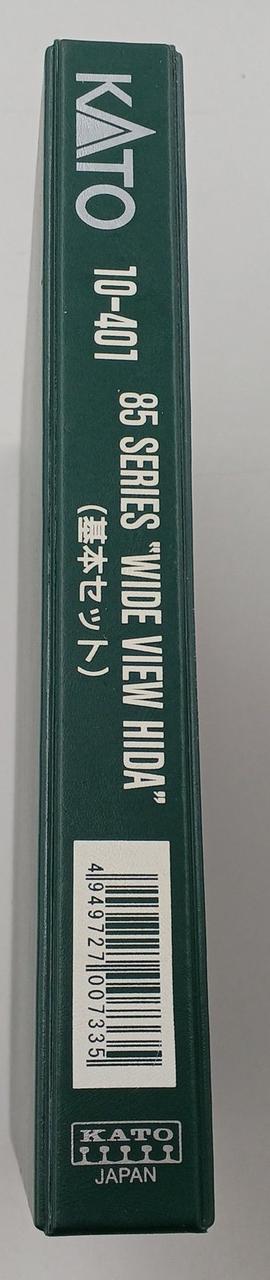 KATO
10-401
85 SERIES "WIDE VIEW HIDA"
(基本セット)
4949727007335
KATO
JAPAN